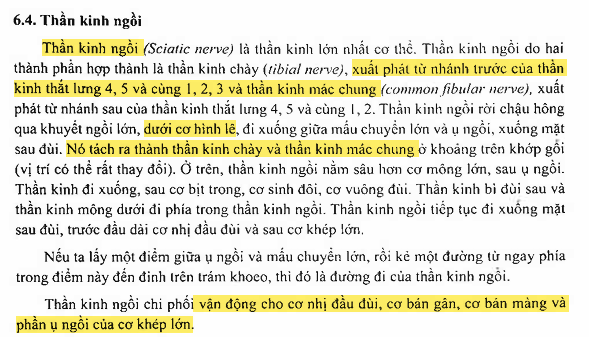 6.4. Thần kinh ngồi
Thần kinh ngồi (Sciatic nerve) là thần kinh lớn nhất cơ thể. Thần kinh ngồi do hai
thành phần hợp thành là thần kinh chày (tibial nerve), xuất phát từ nhánh trước của thần
kinh thắt lưng 4, 5 và cùng 1, 2, 3 và thần kinh mác chung (common fibular nerve), xuất
phát từ nhánh sau của thần kinh thắt lưng 4, 5 và cùng 1, 2. Thần kinh ngồi rời chậu hông
qua khuyết ngồi lớn, dưới cơ hình lê, đi xuống giữa mấu chuyển lớn và ụ ngồi, xuống mặt
sau đùi. Nó tách ra thành thần kinh chày và thần kinh mác chung ở khoảng trên khớp gối
(vị trí có thể rất thay đổi). Ở trên, thần kinh ngồi nằm sâu hơn cơ mông lớn, sau ụ ngồi.
Thần kinh đi xuống, sau cơ bịt trong, cơ sinh đôi, cơ vuông đùi. Thần kinh bì đùi sau và
thần kinh mông dưới đi phía trong thần kinh ngồi. Thần kinh ngồi tiếp tục đi xuống mặt
sau đùi, trước đầu dài cơ nhị đầu đùi và sau cơ khép lớn.
Nếu ta lấy một điểm giữa ụ ngồi và mấu chuyển lớn, rồi kẻ một đường từ ngay phía
trong điểm này đến đỉnh trên trám khoeo, thì đó là đường đi của thần kinh ngồi.
Thần kinh ngồi chi phối vận động cho cơ nhị đầu đùi, cơ bán gân, cơ bán màng và
phần ụ ngồi của cơ khép lớn.